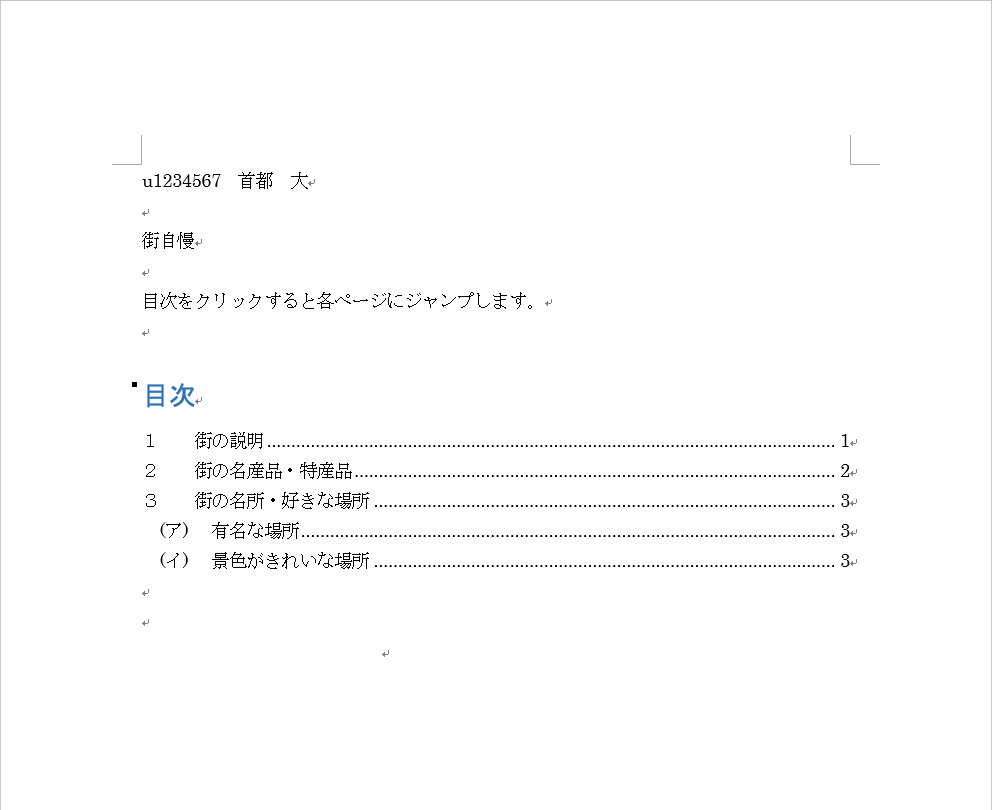 u1234567　首都　大
街自慢
目次をクリックすると各ページにジャンプします。
目次
１　　街の説明........................................ 1
２　　街の名産品・特産品........................................ 2
３　　街の名所・好きな場所........................................ 3
（ア）　有名な場所........................................ 3
（イ）　景色がきれいな場所........................................ 3